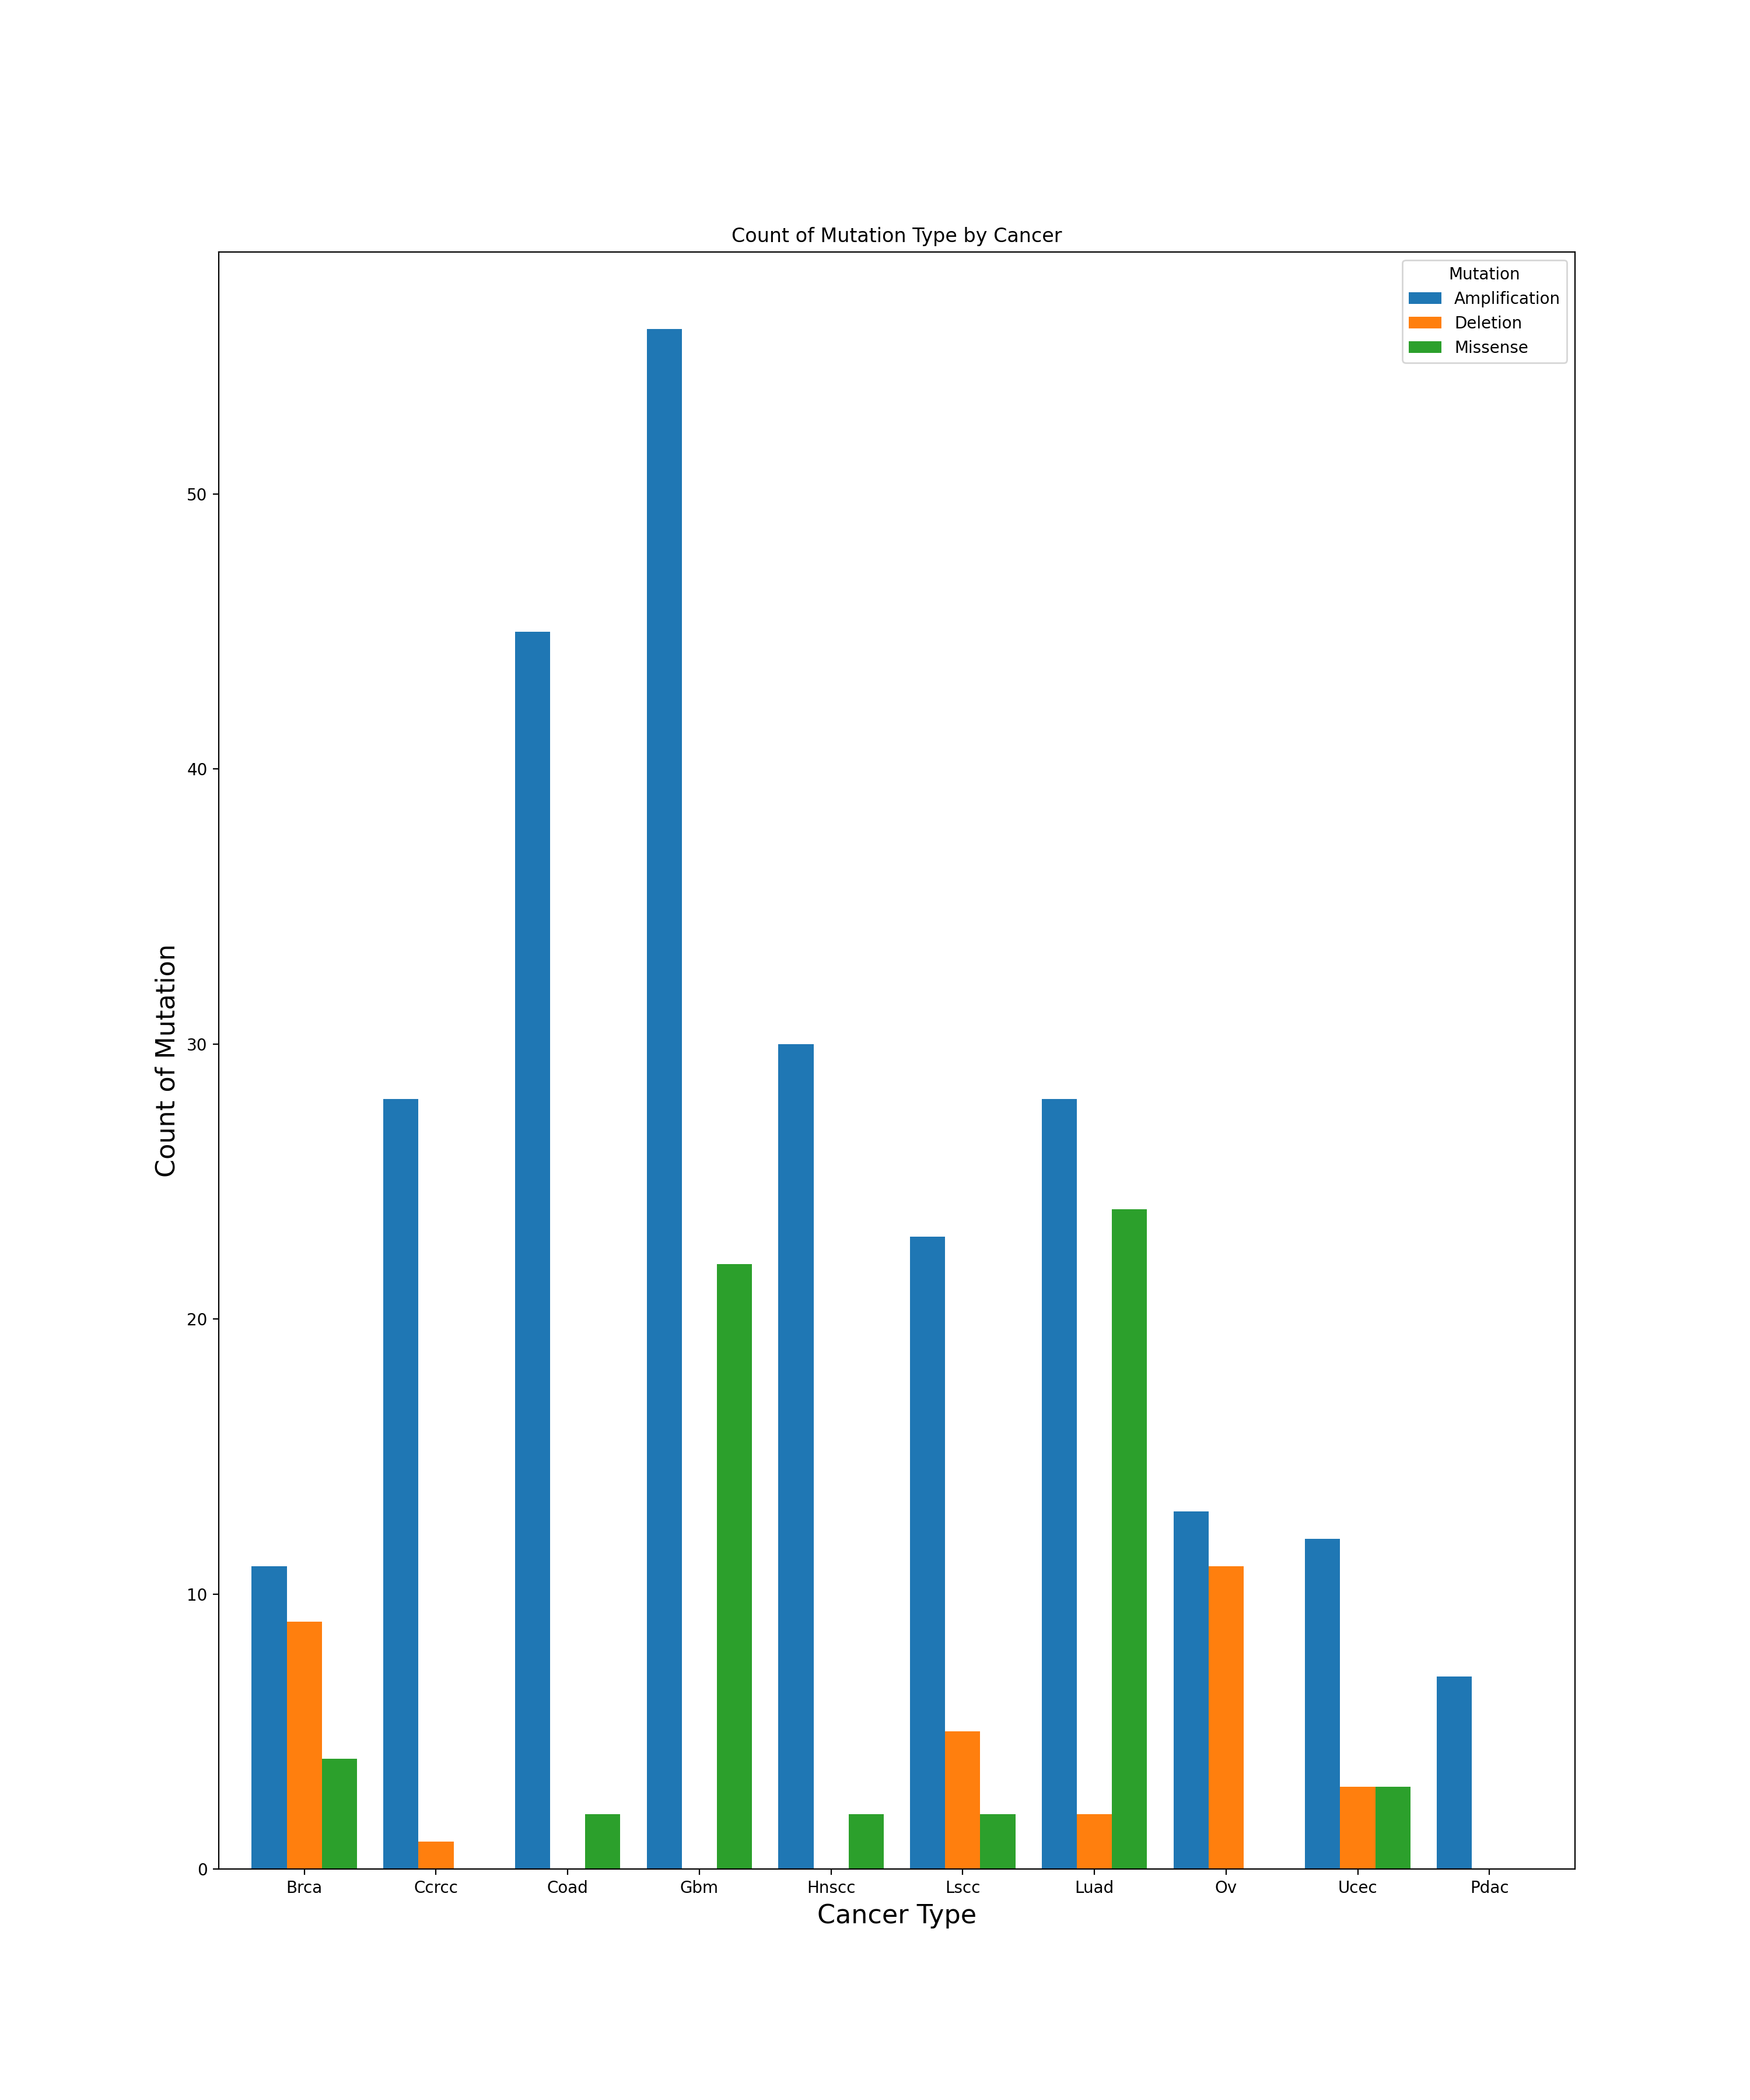 Count of Mutation Type by Cancer
Mutation
Amplification
Deletion
Missense
50
40
30
20
10
0
Count of Mutation
Brca Ccrcc Coad Gbm Hnscc Lscc Luad Ov Ucec Pdac
Cancer Type